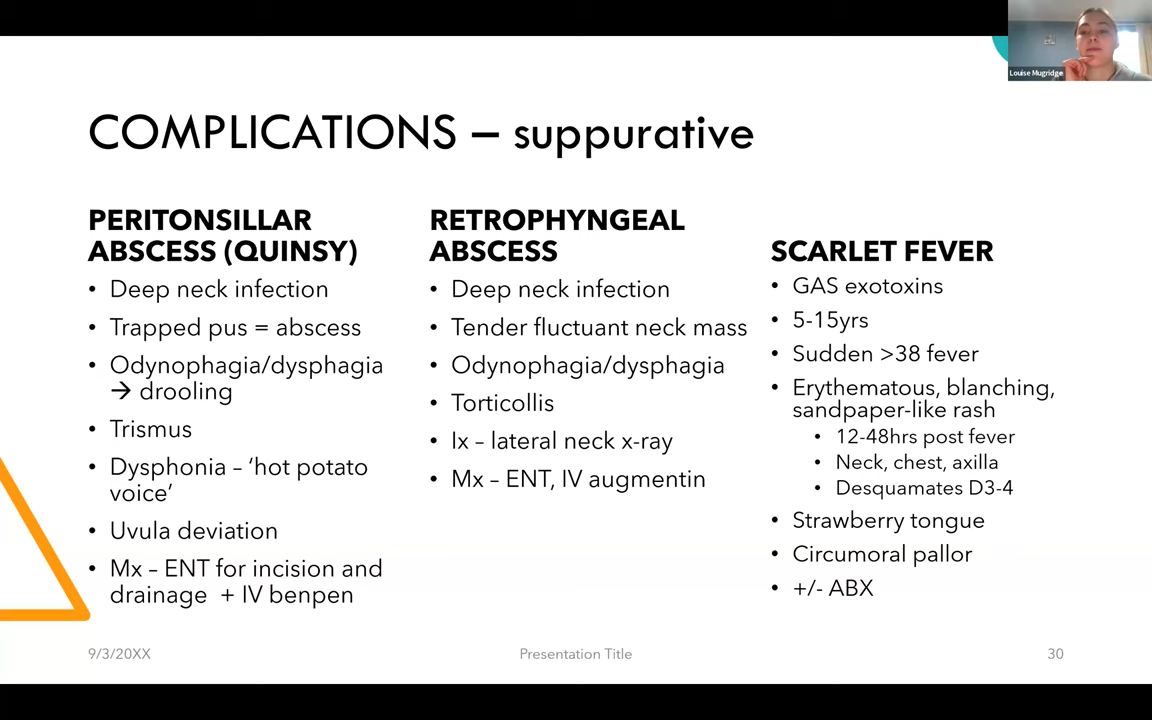 Louise Mugridge
COMPLICATIONS – suppurative
PERITONSILLAR
ABSCESS (QUINSY)
• Deep neck infection
• Trapped pus = abscess
• Odynophagia/dysphagia
→ drooling
• Trismus
• Dysphonia – ‘hot potato
voice’
• Uvula deviation
• Mx – ENT for incision and
drainage + IV benpen
RETROPHYNGEAL
ABSCESS
• Deep neck infection
• Tender fluctuant neck mass
• Odynophagia/dysphagia
• Torticollis
• Ix – lateral neck x-ray
• Mx – ENT, IV augmentin
SCARLET FEVER
• GAS exotoxins
• 5-15yrs
• Sudden >38 fever
• Erythematous, blanching,
sandpaper-like rash
• 12-48hrs post fever
• Neck, chest, axilla
• Desquamates D3-4
• Strawberry tongue
• Circumoral pallor
• +/- ABX
9/3/20XX
Presentation Title
30